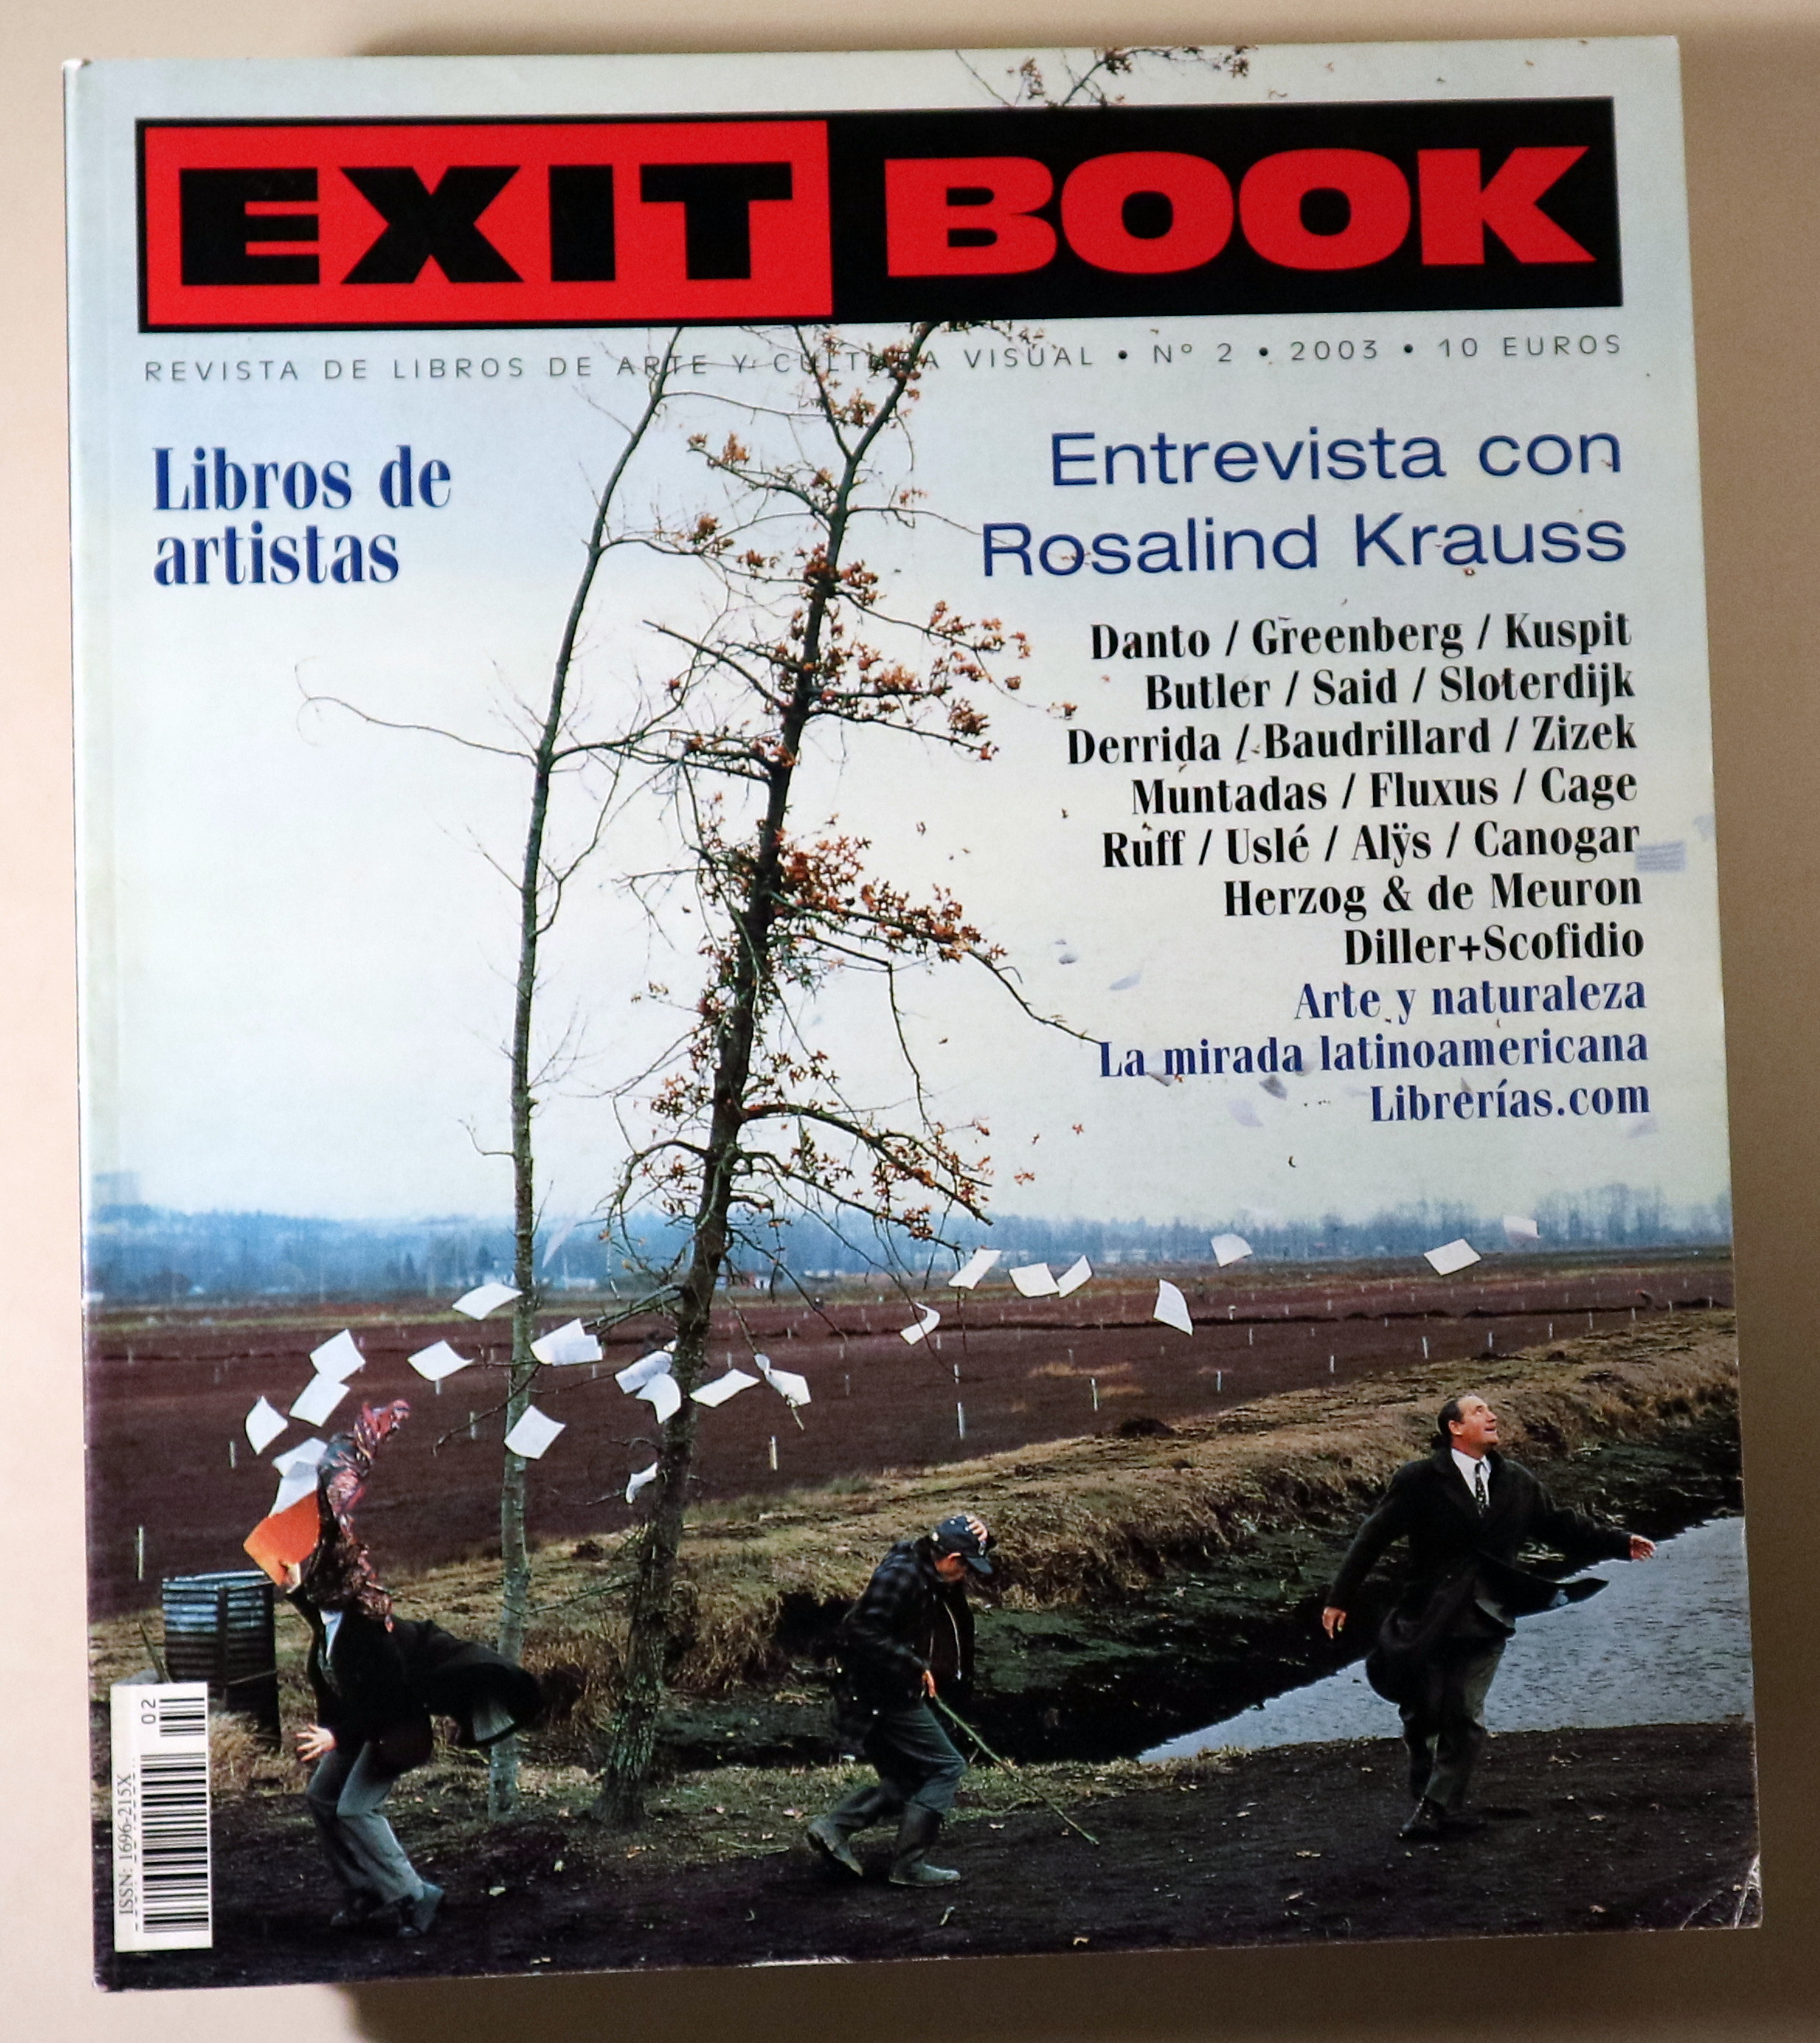 EXIT BOOK
REVISTA DE LIBROS DE ARTE Y CULTURA VISUAL • Nº 2 • 2003 • 10 EUROS
Libros de
artistas
Entrevista con
Rosalind Krauss
Danto / Greenberg / Kuspit
Butler / Said / Sloterdijk
Derrida / Baudrillard / Zizek
Muntadas / Fluxus / Cage
Ruff / Uslé / Alÿs / Canogar
Herzog & de Meuron
Diller+Scofidio
Arte y naturaleza
La mirada latinoamericana
Librerías.com
02
ISSN: 1696-215X